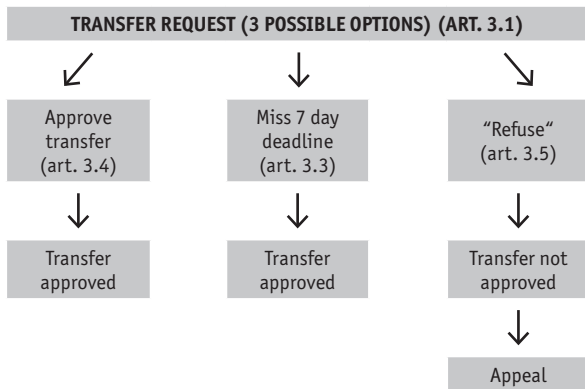 TRANSFER REQUEST (3 POSSIBLE OPTIONS) (ART. 3.1)
Approve
transfer
(art. 3.4)
Miss 7 day
deadline
(art. 3.3)
“Refuse“
(art. 3.5)
Transfer
approved
Transfer
approved
Transfer not
approved
Appeal